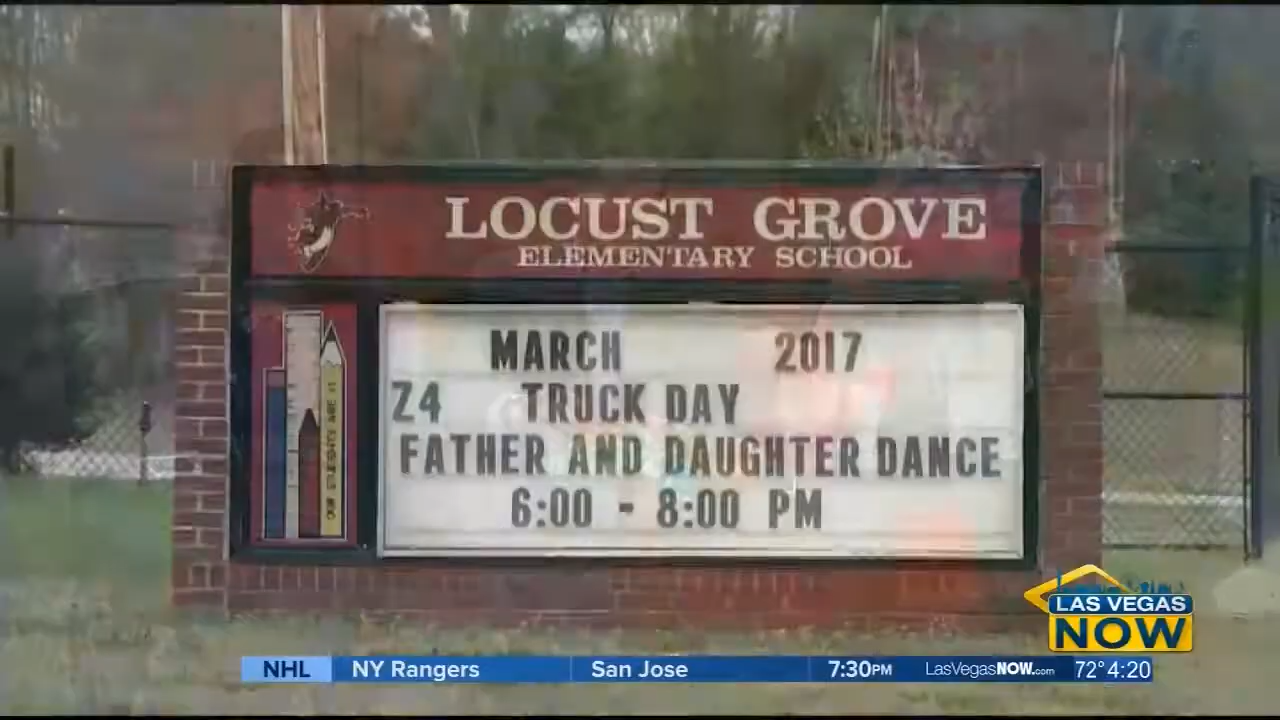 LOCUST GROVE
ELEMENTARY SCHOOL
MARCH 2017
Z4 TRUCK DAY
FATHER AND DAUGHTER DANCE
6:00 - 8:00 PM
LAS VEGAS
NOW
NHL NY Rangers San Jose 7:30PM LasVegasNOW.com 72° 4:20